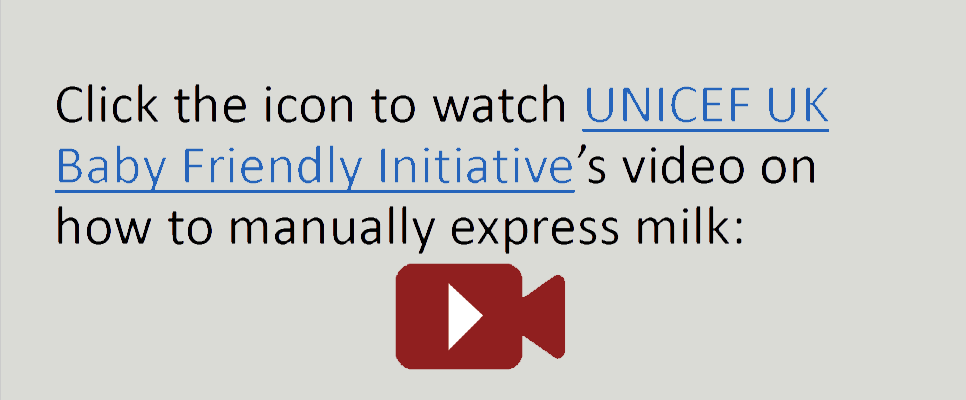 Click the icon to watch UNICEF UK
Baby Friendly Initiative’s video on
how to manually express milk: